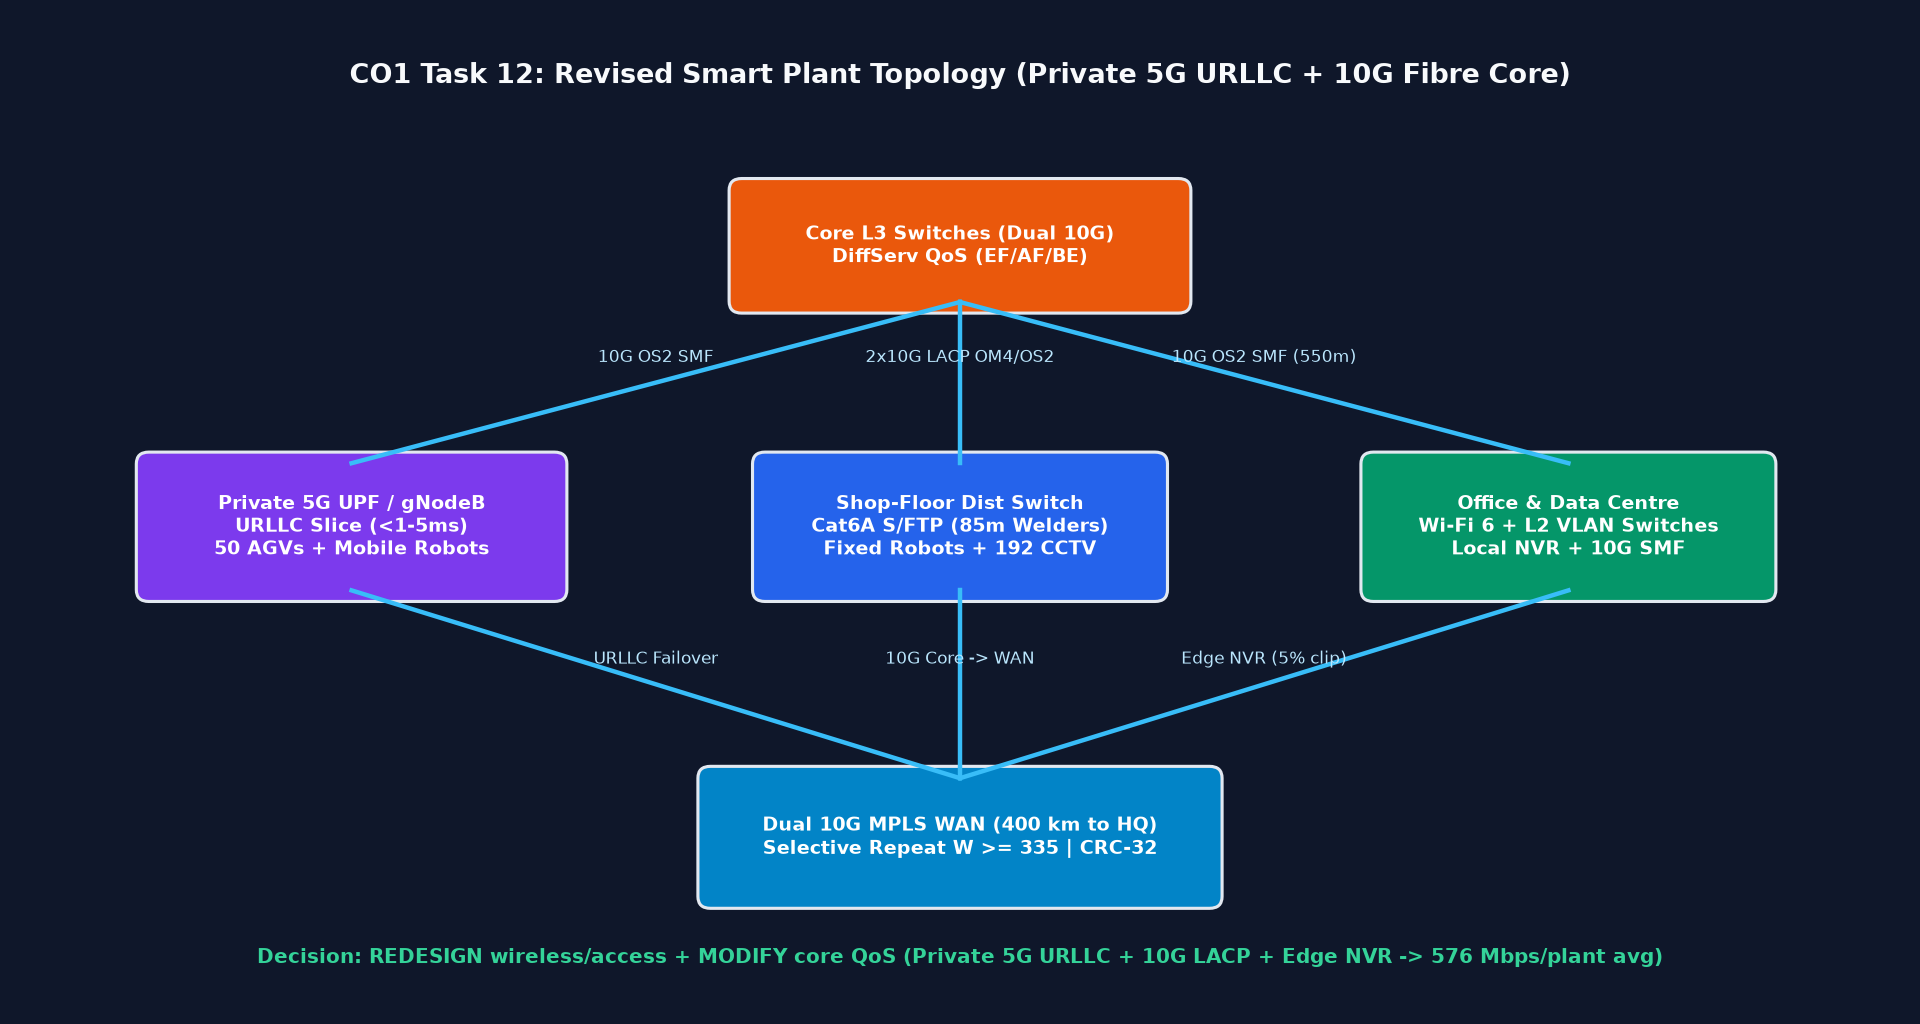 CO1 Task 12: Revised Smart Plant Topology (Private 5G URLLC + 10G Fibre Core)
Core L3 Switches (Dual 10G)
DiffServ QoS (EF/AF/BE)
10G OS2 SMF
2x10G LACP OM4/OS2
10G OS2 SMF (550m)
Private 5G UPF / gNodeB
URLLC Slice (<1-5ms)
50 AGVs + Mobile Robots
Shop-Floor Dist Switch
Cat6A S/FTP (85m Welders)
Fixed Robots + 192 CCTV
Office & Data Centre
Wi-Fi 6 + L2 VLAN Switches
Local NVR + 10G SMF
URLLC Failover
10G Core -> WAN
Edge NVR (5% clip)
Dual 10G MPLS WAN (400 km to HQ)
Selective Repeat W >= 335 | CRC-32
Decision: REDESIGN wireless/access + MODIFY core QoS (Private 5G URLLC + 10G LACP + Edge NVR -> 576 Mbps/plant avg)